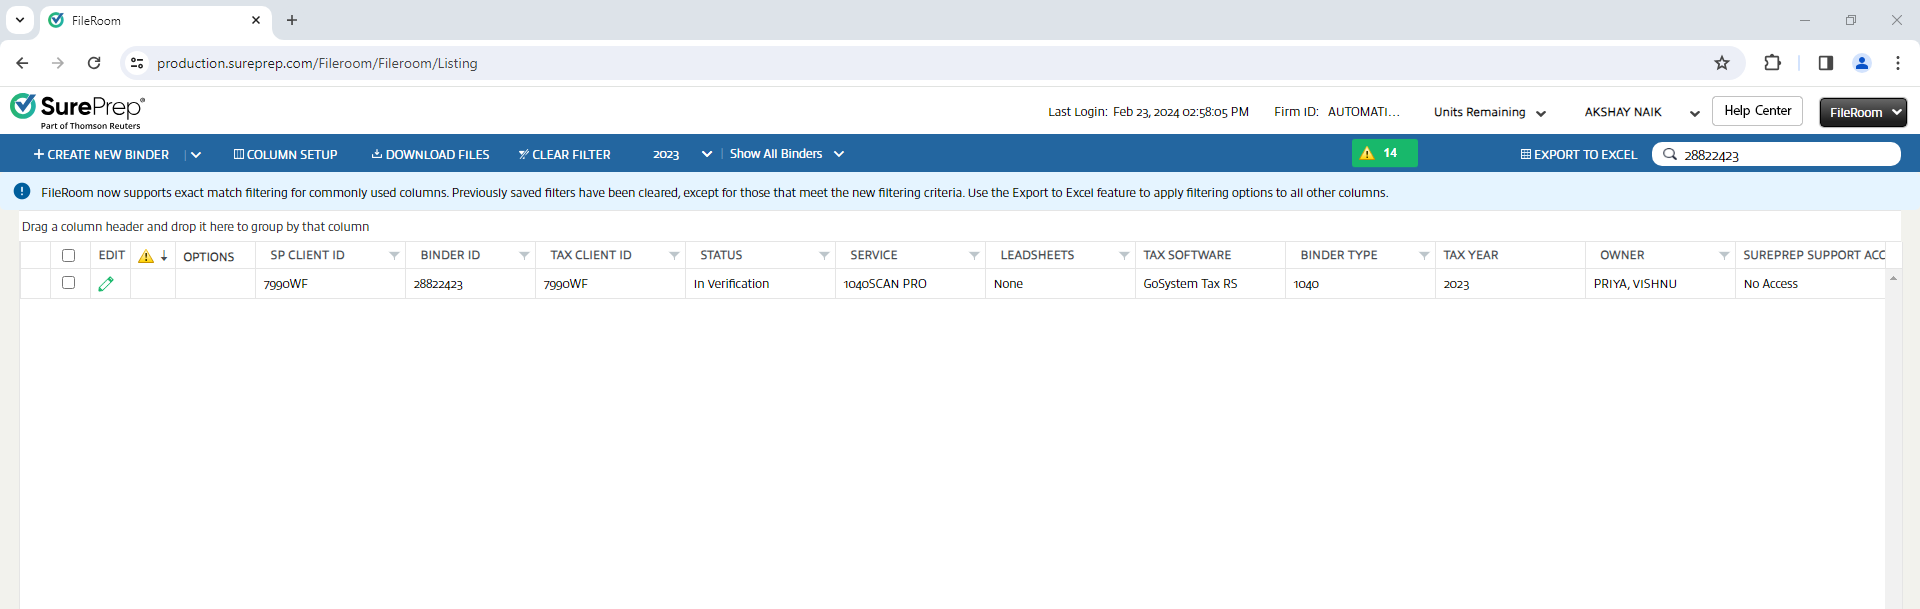 FileRoom
production.sureprep.com/Fileroom/Fileroom/Listing
SurePrep®
Part of Thomson Reuters
Last Login: Feb 23, 2024 02:58:05 PM Firm ID: AUTOMATI... Units Remaining AKSHAY NAIK Help Center FileRoom
CREATE NEW BINDER COLUMN SETUP DOWNLOAD FILES CLEAR FILTER 2023 Show All Binders 14 EXPORT TO EXCEL 28822423
FileRoom now supports exact match filtering for commonly used columns. Previously saved filters have been cleared, except for those that meet the new filtering criteria. Use the Export to Excel feature to apply filtering options to all other columns.
Drag a column header and drop it here to group by that column
EDIT OPTIONS SP CLIENT ID BINDER ID TAX CLIENT ID STATUS SERVICE LEADSHEETS TAX SOFTWARE BINDER TYPE TAX YEAR OWNER SUREPREP SUPPORT ACC
7990WF 28822423 7990WF In Verification 1040SCAN PRO None GoSystem Tax RS 1040 2023 PRIYA, VISHNU No Access